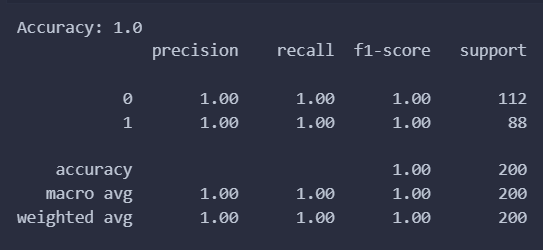 Accuracy: 1.0
precision recall f1-score support
0 1.00 1.00 1.00 112
1 1.00 1.00 1.00 88
accuracy 1.00 200
macro avg 1.00 1.00 1.00 200
weighted avg 1.00 1.00 1.00 200